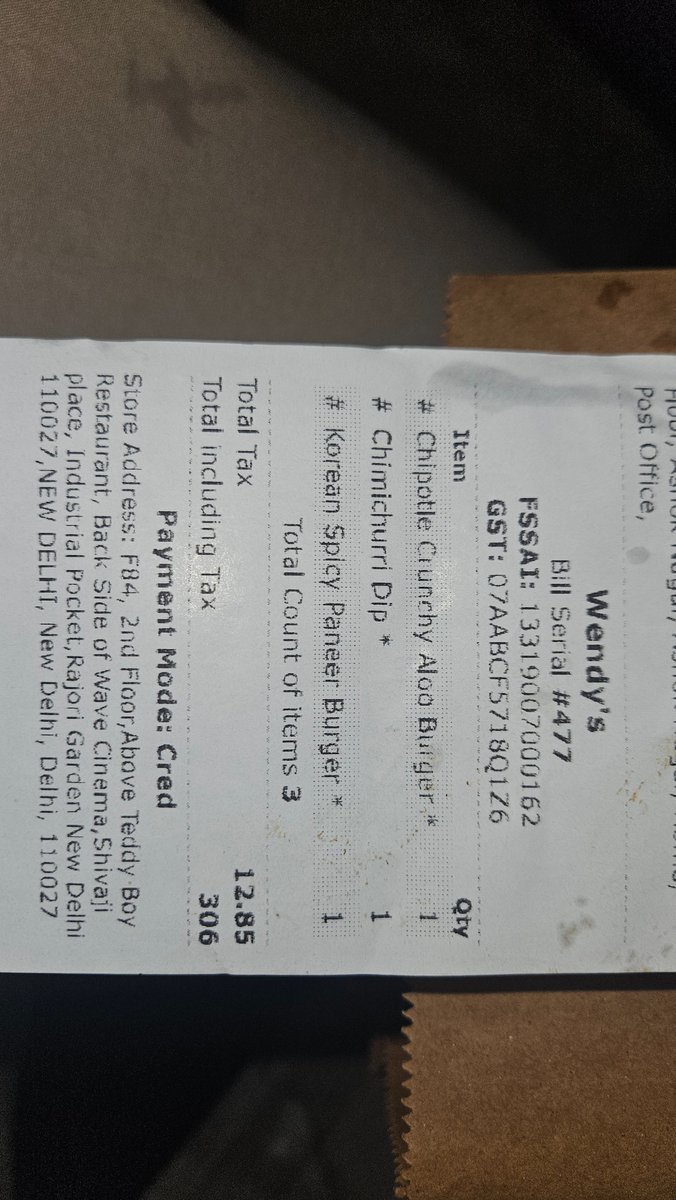 Post Office,
Wendy's
Bill Serial #477
FSSAI: 13319007000162
GST: 07AABCF5718Q1Z6
Item Qty
# Chipotle Crunchy Aloo Burger * 1
# Chimichurri Dip * 1
# Korean Spicy Paneer Burger * 1
Total Count of items 3
Total Tax 12.85
Total including Tax 306
Payment Mode: Cred
Store Address: F84, 2nd Floor,Above Teddy Boy
Restaurant, Back Side of Wave Cinema,Shivaji
place, Industrial Pocket,Rajori Garden New Delhi
110027,NEW DELHI, New Delhi, Delhi, 110027